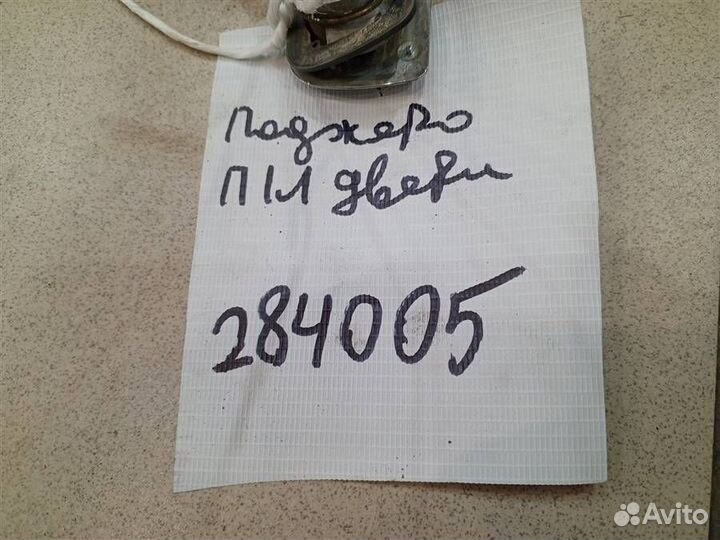 Паджеро
П/Л двери
284005
Avito